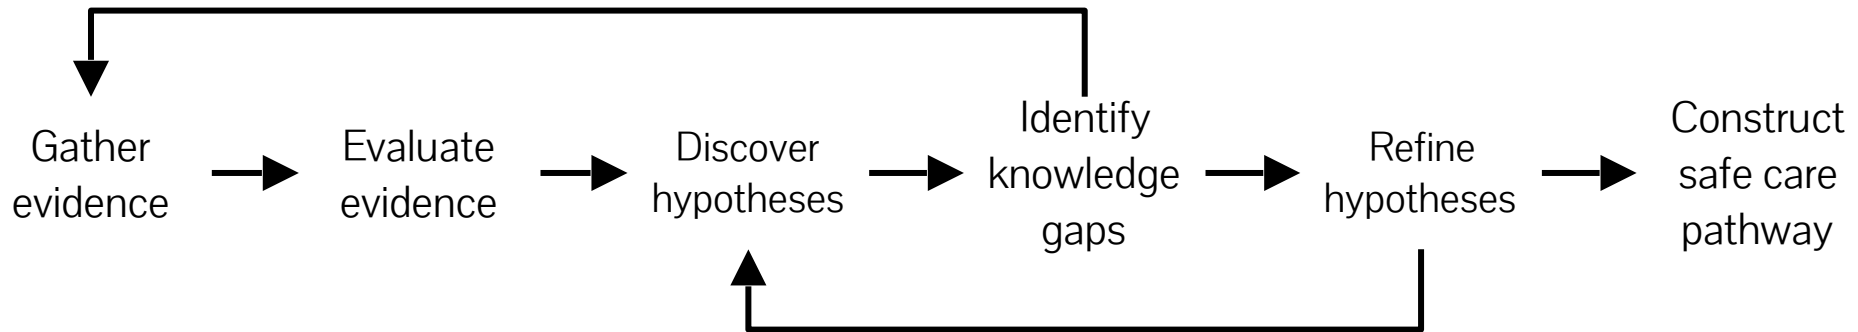 Gather
evidence
Evaluate
evidence
Discover
hypotheses
Identify
knowledge
gaps
Refine
hypotheses
Construct
safe care
pathway